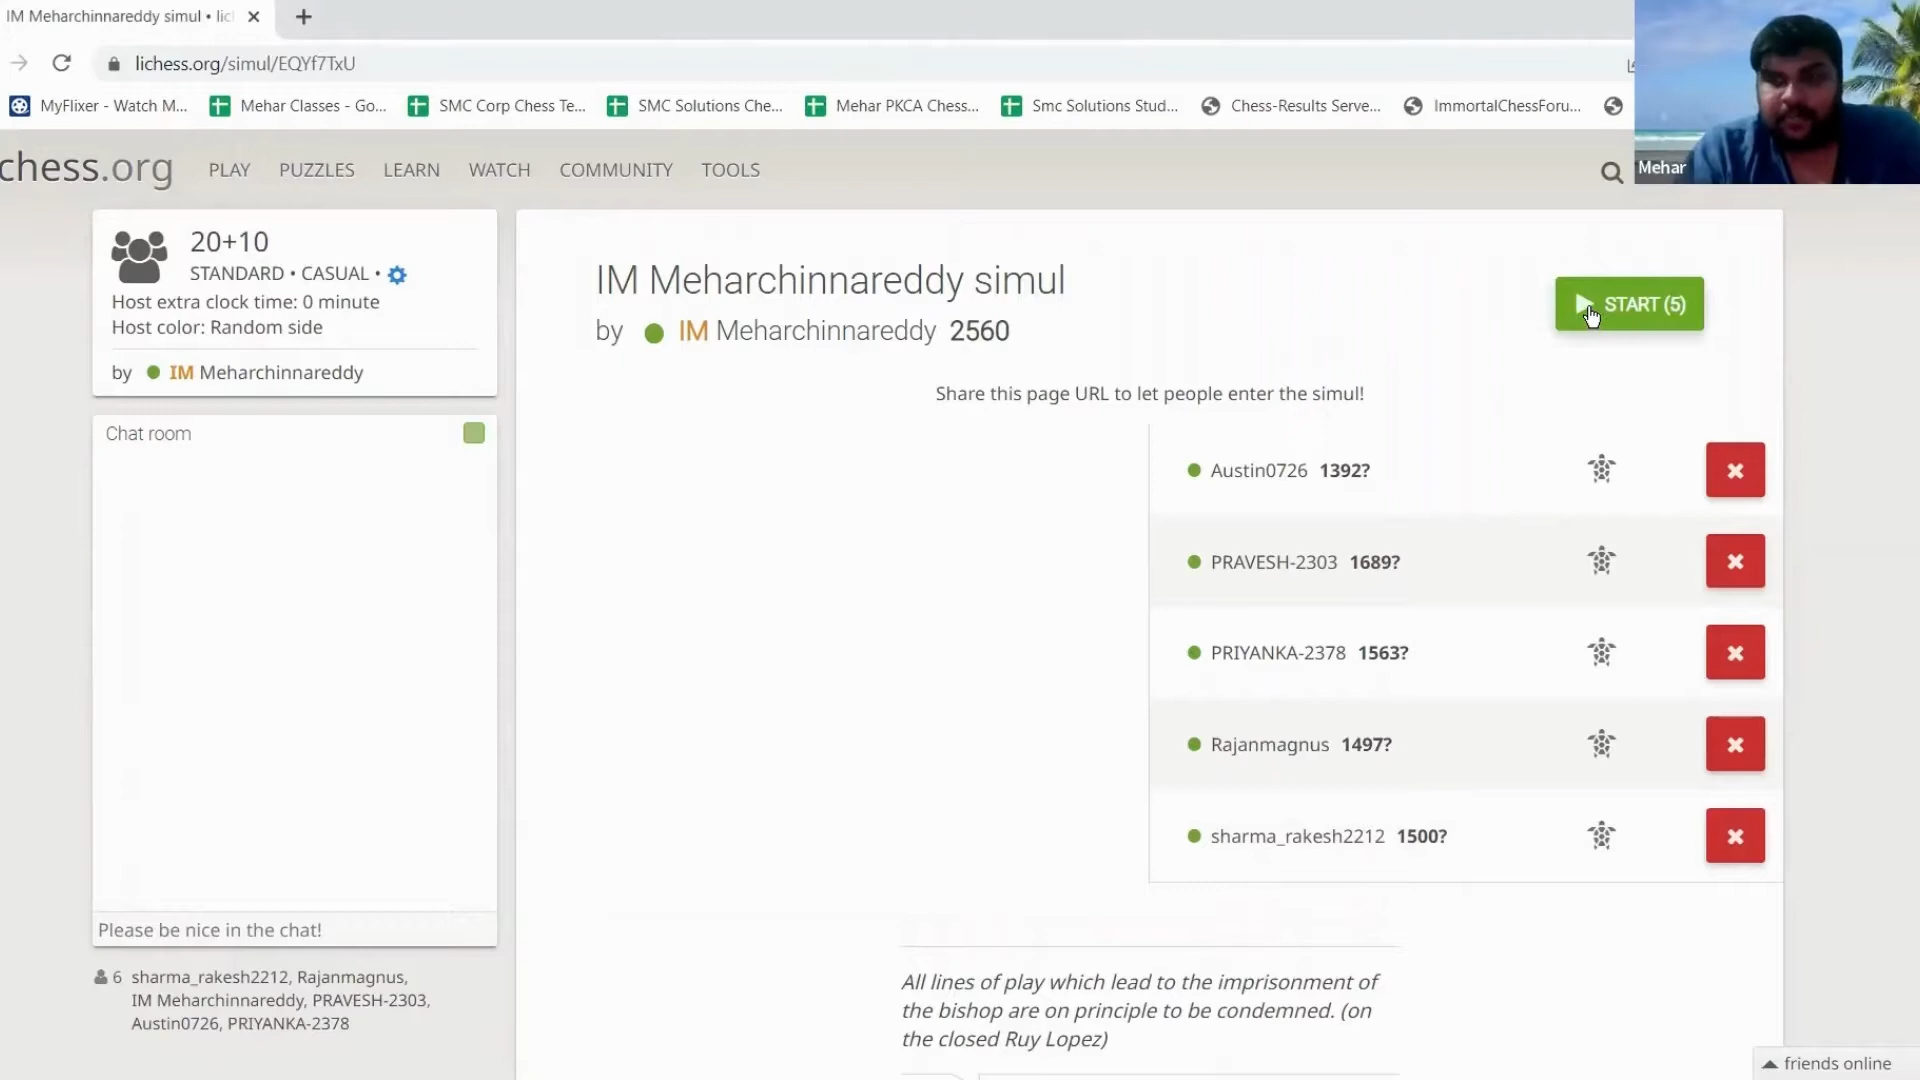 IM Meharchinnareddy simul • lic
lichess.org/simul/EQYf7TxU
MyFlixer - Watch M... Mehar Classes - Go... SMC Corp Chess Te... SMC Solutions Che... Mehar PKCA Chess... Smc Solutions Stud... Chess-Results Serve... ImmortalChessForu...
Mehar
chess.org PLAY PUZZLES LEARN WATCH COMMUNITY TOOLS
20+10
STANDARD • CASUAL •
Host extra clock time: 0 minute
Host color: Random side
by IM Meharchinnareddy
Chat room
Please be nice in the chat!
6 sharma_rakesh2212, Rajanmagnus,
IM Meharchinnareddy, PRAVESH-2303,
Austin0726, PRIYANKA-2378
IM Meharchinnareddy simul
by IM Meharchinnareddy 2560
START (5)
Share this page URL to let people enter the simul!
Austin0726 1392?
PRAVESH-2303 1689?
PRIYANKA-2378 1563?
Rajanmagnus 1497?
sharma_rakesh2212 1500?
All lines of play which lead to the imprisonment of
the bishop are on principle to be condemned. (on
the closed Ruy Lopez)
friends online